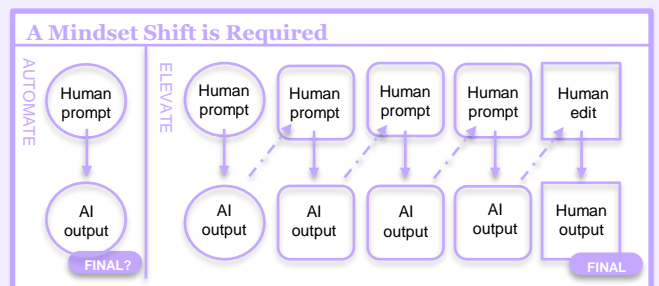 A Mindset Shift is Required
AUTOMATE
Human
prompt
AI
output
FINAL?
ELEVATE
Human
prompt
Human
prompt
Human
prompt
Human
prompt
Human
edit
AI
output
AI
output
AI
output
AI
output
Human
output
FINAL